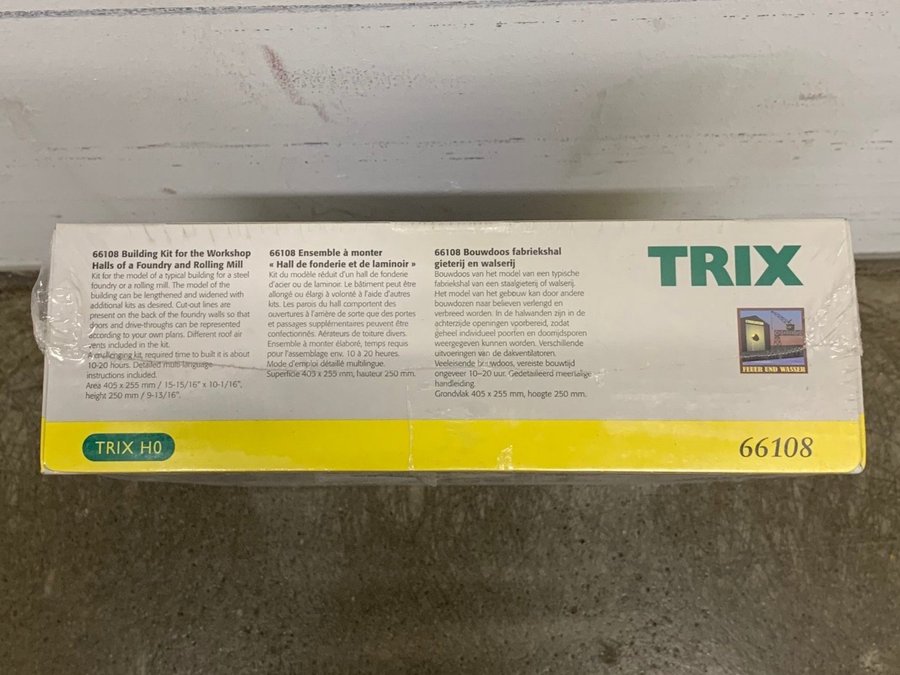 66108 Building Kit for the Workshop
Halls of a Foundry and Rolling Mill
Kit for the model of a typical building for a steel
foundry or a rolling mill. The model of the
building can be lengthened and widened with
additional kits as desired. Cut-out lines are
present on the back of the foundry walls so that
doors and drive-throughs can be represented
according to your own plans. Different roof air
vents included in the kit.
A challenging kit, required time to built it is about
10-20 hours. Detailed multi-language
instructions included.
Area 405 x 255 mm / 15-15/16" x 10-1/16",
height 250 mm / 9-13/16".
66108 Ensemble à monter
« Hall de fonderie et de laminoir »
Kit du modèle réduit d'un hall de fonderie
d'acier ou de laminoir. Le bâtiment peut être
allongé ou élargi à volonté à l'aide d'autres
kits. Les parois du hall comportent des
ouvertures à l'arrière de sorte que des portes
et passages supplémentaires peuvent être
confectionnés. Aérateurs de toiture divers.
Ensemble à monter élaboré, temps requis
pour l'assemblage env. 10 à 20 heures.
Mode d'emploi détaillé multilingue.
Superficie 405 x 255 mm, hauteur 250 mm.
66108 Bouwdoos fabriekshal
gieterij en walserij
Bouwdoos van het model van een typische
fabriekshal van een staalgieterij of walserij.
Het model van het gebouw kan door andere
bouwdozen naar believen verlengd en
verbreed worden. In de halwanden zijn in de
achterzijde openingen voorbereid, zodat
geheel individueel poorten en doomijdsporen
weergegeven kunnen worden. Verschillende
uitvoeringen van de dakventilatoren.
Veeleisende bouwdoos, vereiste bouwtijd
ongeveer 10–20 uur. Gedetailleerd meertalige
handleiding.
Grondvlak 405 x 255 mm, hoogte 250 mm.
TRIX
FEUER UND WASSER
TRIX H0
66108